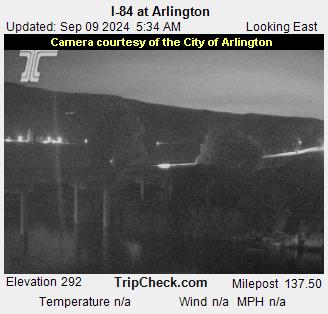 I-84 at Arlington
Updated: Sep 09 2024 5:34 AM Looking East
Camera courtesy of the City of Arlington
Elevation 292 TripCheck.com Milepost 137.50
Temperature n/a Wind n/a MPH n/a